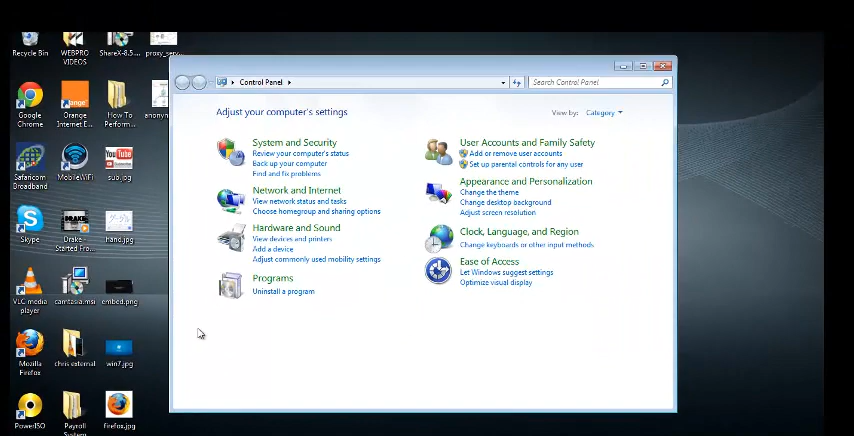 Recycle Bin
WEBPRO VIDEOS
ShareX-8.5...
proxy_serv...
Google Chrome
Orange Internet E...
How To Perform...
anonym
Safaricom Broadband
MobileWiFi
sub.jpg
Skype
Drake - Started Fro...
hand.jpg
VLC media player
camtasia.msi
embed.png
Mozilla Firefox
chris external
win7.jpg
PowerISO
Payroll System
firefox.jpg
Control Panel
Search Control Panel
Adjust your computer's settings
View by: Category
System and Security
Review your computer's status
Back up your computer
Find and fix problems
Network and Internet
View network status and tasks
Choose homegroup and sharing options
Hardware and Sound
View devices and printers
Add a device
Adjust commonly used mobility settings
Programs
Uninstall a program
User Accounts and Family Safety
Add or remove user accounts
Set up parental controls for any user
Appearance and Personalization
Change the theme
Change desktop background
Adjust screen resolution
Clock, Language, and Region
Change keyboards or other input methods
Ease of Access
Let Windows suggest settings
Optimize visual display